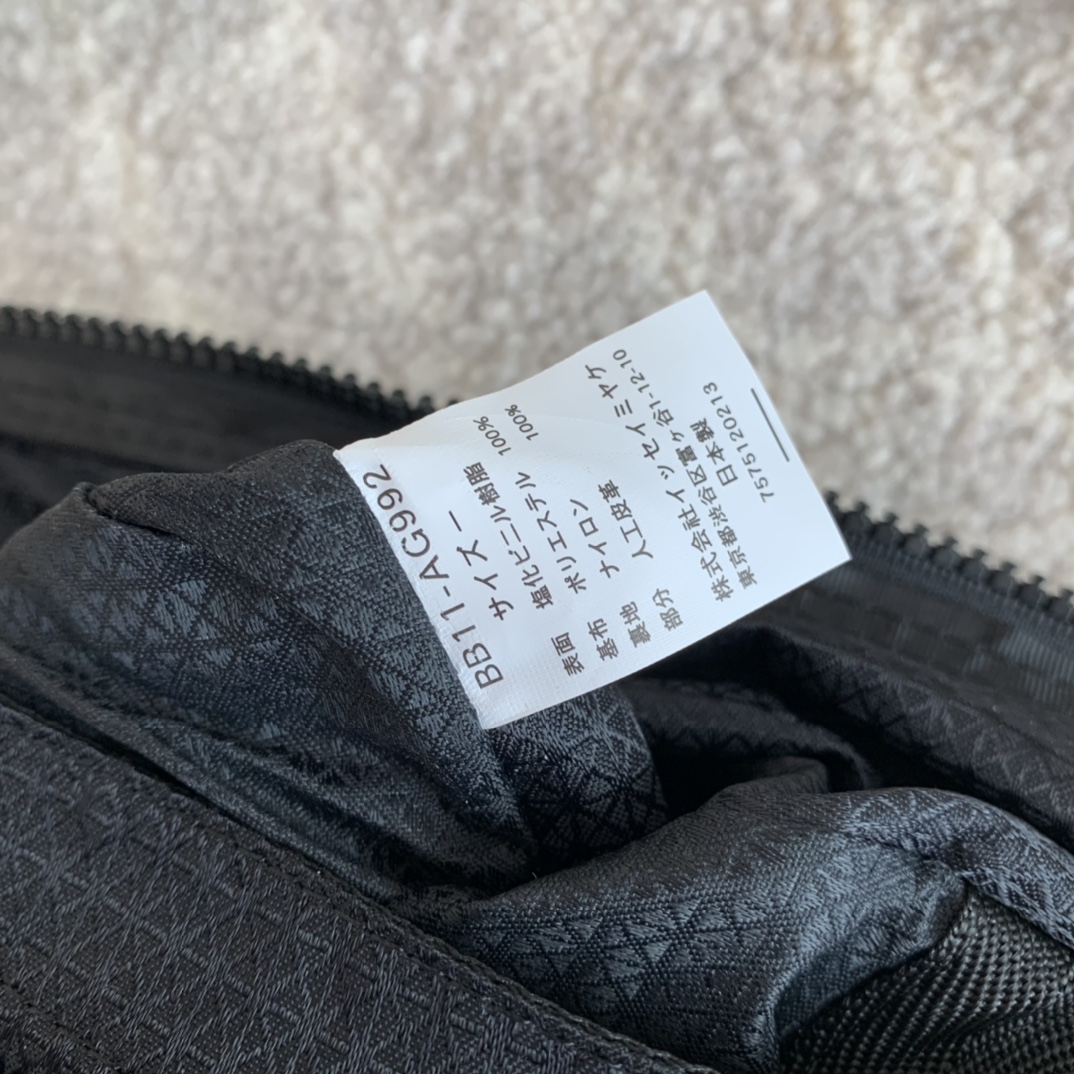 BB111-AG992
サイズ ー
表面 塩化ビニール樹脂 100%
基布 ポリエステル 100%
裏地 ナイロン
部分 人工皮革
株式会社イッセイミヤケ
東京都渋谷区富ヶ谷1-12-10
日本製
7575120213